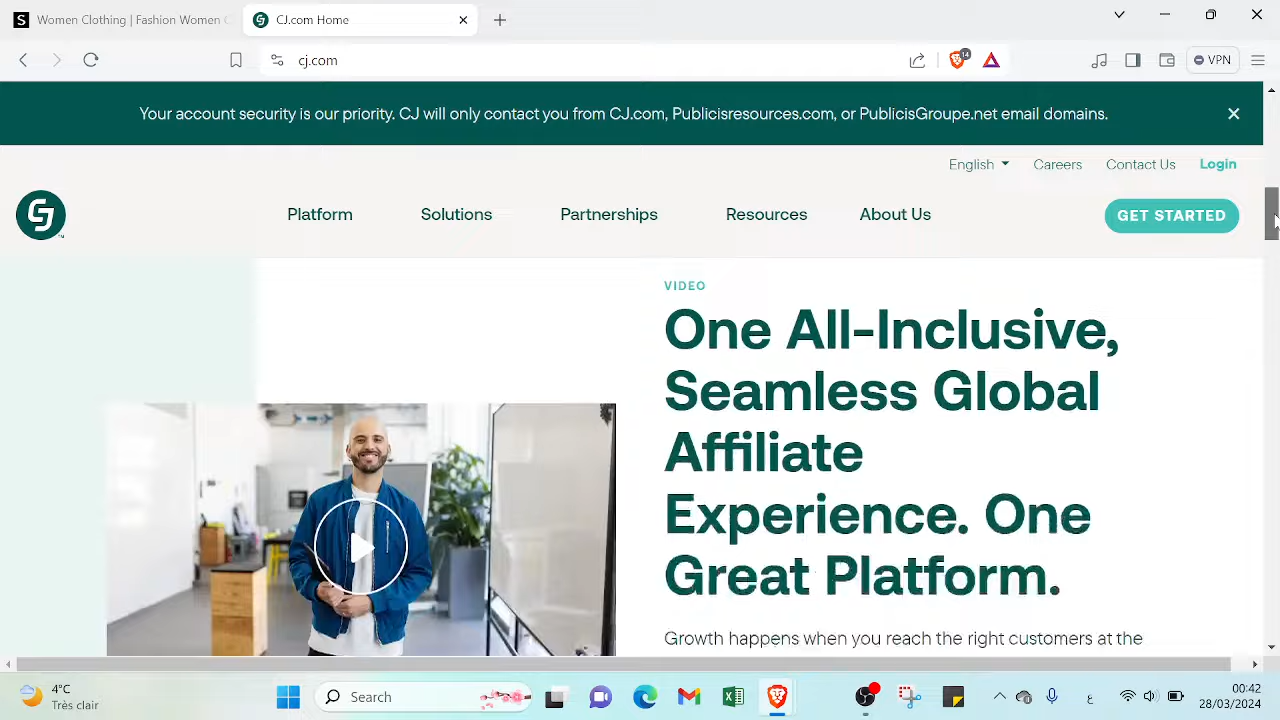 Women Clothing | Fashion Women C
CJ.com Home
cj.com
14
VPN
Your account security is our priority. CJ will only contact you from CJ.com, Publicisresources.com, or PublicisGroupe.net email domains.
English
Careers
Contact Us
Login
Platform
Solutions
Partnerships
Resources
About Us
GET STARTED
VIDEO
One All-Inclusive,
Seamless Global
Affiliate
Experience. One
Great Platform.
Growth happens when you reach the right customers at the
4°C
Très clair
Search
ع
00:42
28/03/2024